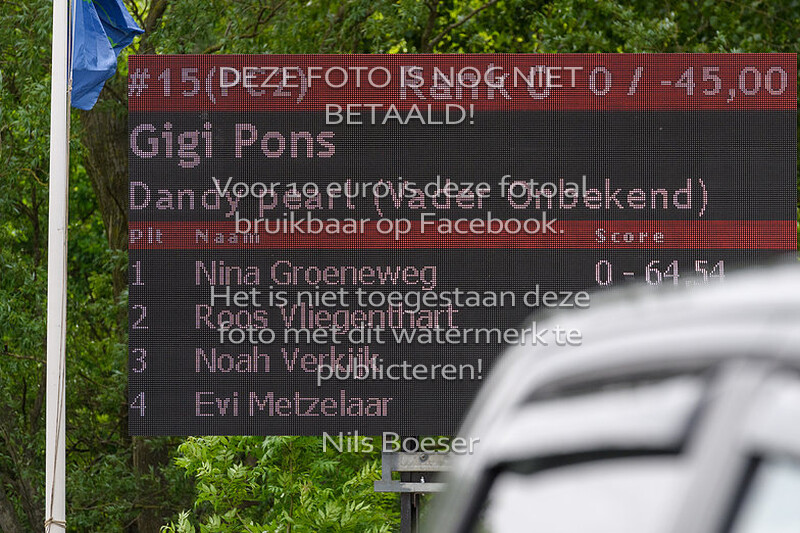 DEZE FOTO IS NOG NIET
BETAALD!
#15( Rank 0 0 / -45,00
Gigi Pons
Voor 10 euro is deze foto al
Dandy peart (Vader Onbekend)
bruikbaar op Facebook.
Plt Naam Score
1 Nina Groeneweg 0 - 64,54
Het is niet toegestaan deze
2 Roos Vliegenthart
foto met dit watermerk te
3 Noah Verkijk
publiceren!
4 Evi Metzelaar
Nils Boeser